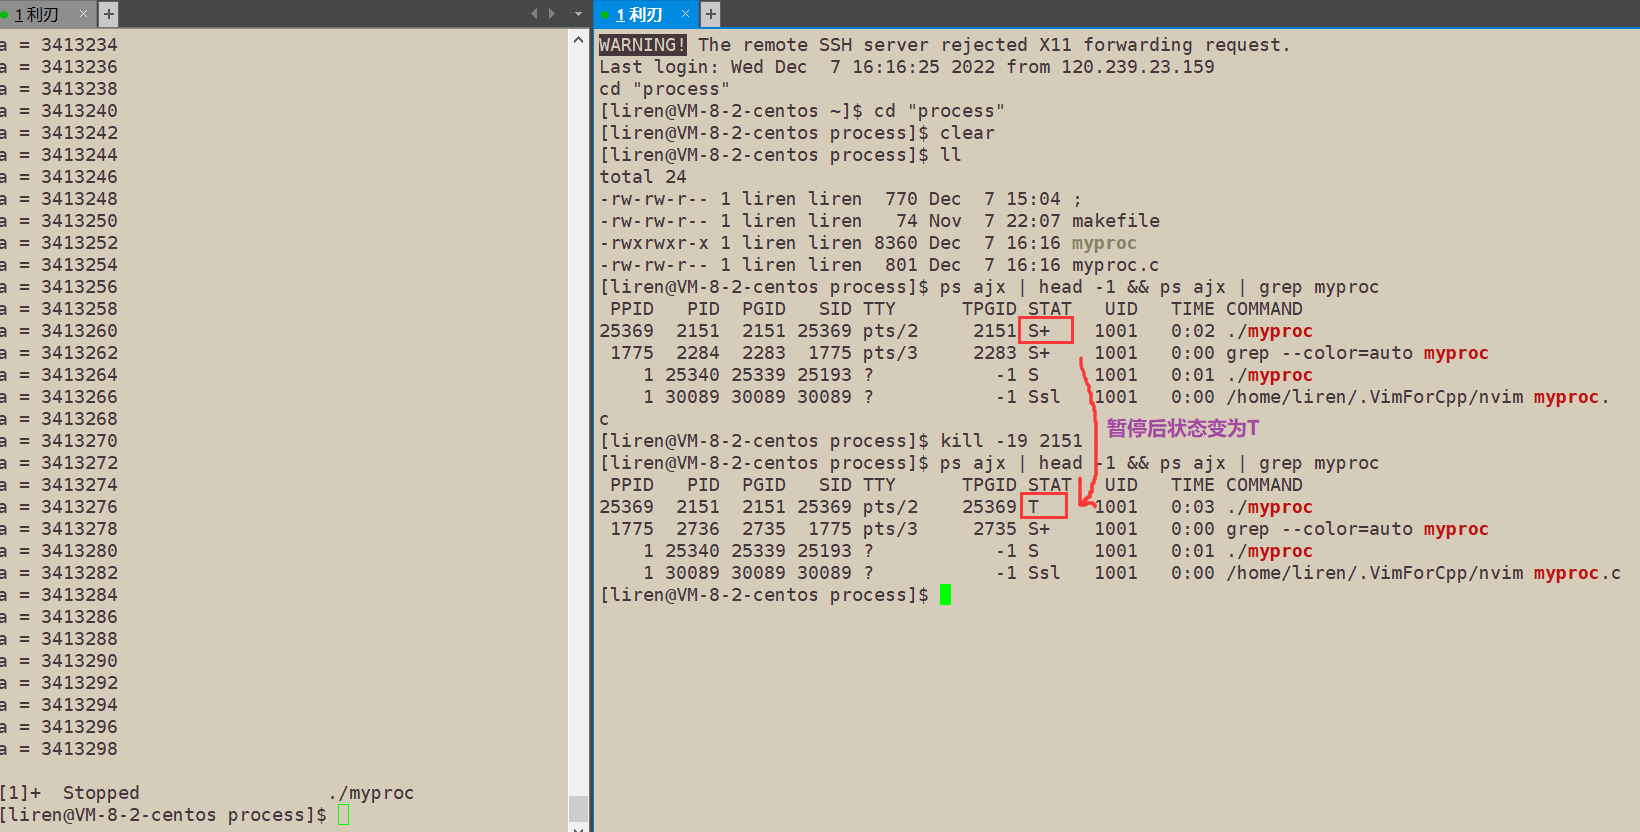 1 利刃 × +
a = 3413234
a = 3413236
a = 3413238
a = 3413240
a = 3413242
a = 3413244
a = 3413246
a = 3413248
a = 3413250
a = 3413252
a = 3413254
a = 3413256
a = 3413258
a = 3413260
a = 3413262
a = 3413264
a = 3413266
a = 3413268
a = 3413270
a = 3413272
a = 3413274
a = 3413276
a = 3413278
a = 3413280
a = 3413282
a = 3413284
a = 3413286
a = 3413288
a = 3413290
a = 3413292
a = 3413294
a = 3413296
a = 3413298
[1]+  Stopped                 ./myproc
[liren@VM-8-2-centos process]$
1 利刃 × +
WARNING! The remote SSH server rejected X11 forwarding request.
Last login: Wed Dec  7 16:16:25 2022 from 120.239.23.159
cd "process"
[liren@VM-8-2-centos ~]$ cd "process"
[liren@VM-8-2-centos process]$ clear
[liren@VM-8-2-centos process]$ ll
total 24
-rw-rw-r-- 1 liren liren  770 Dec  7 15:04 ;
-rw-rw-r-- 1 liren liren   74 Nov  7 22:07 makefile
-rwxrwxr-x 1 liren liren 8360 Dec  7 16:16 myproc
-rw-rw-r-- 1 liren liren  801 Dec  7 16:16 myproc.c
[liren@VM-8-2-centos process]$ ps ajx | head -1 && ps ajx | grep myproc
 PPID   PID  PGID   SID TTY      TPGID STAT   UID   TIME COMMAND
25369  2151  2151 25369 pts/2     2151 S+    1001   0:02 ./myproc
 1775  2284  2283  1775 pts/3     2283 S+    1001   0:00 grep --color=auto myproc
    1 25340 25339 25193 ?           -1 S     1001   0:01 ./myproc
    1 30089 30089 30089 ?           -1 Ssl   1001   0:00 /home/liren/.VimForCpp/nvim myproc.
c
暂停后状态变为T
[liren@VM-8-2-centos process]$ kill -19 2151
[liren@VM-8-2-centos process]$ ps ajx | head -1 && ps ajx | grep myproc
 PPID   PID  PGID   SID TTY      TPGID STAT   UID   TIME COMMAND
25369  2151  2151 25369 pts/2    25369 T     1001   0:03 ./myproc
 1775  2736  2735  1775 pts/3     2735 S+    1001   0:00 grep --color=auto myproc
    1 25340 25339 25193 ?           -1 S     1001   0:01 ./myproc
    1 30089 30089 30089 ?           -1 Ssl   1001   0:00 /home/liren/.VimForCpp/nvim myproc.c
[liren@VM-8-2-centos process]$